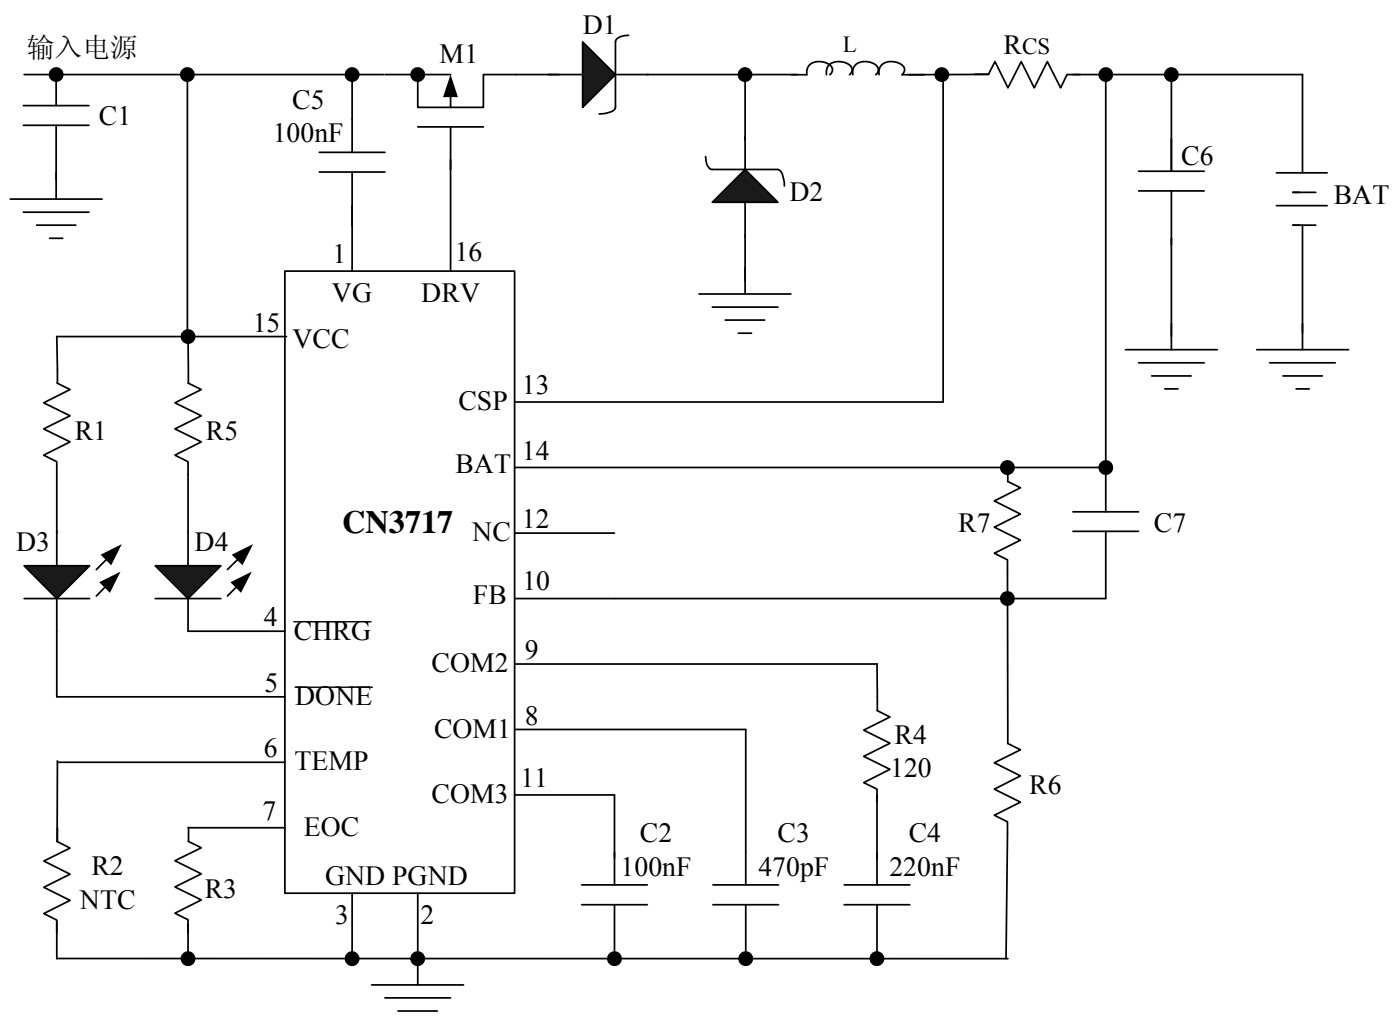 输入电源
M1
D1
L
RCS
C1
C5
100nF
D2
C6
BAT
1
16
VG
DRV
15
VCC
13
CSP
R1
R5
14
BAT
CN3717
12
NC
R7
C7
D3
D4
10
FB
4
CHRG
9
COM2
5
DONE
8
COM1
R4
120
6
TEMP
11
COM3
R6
7
EOC
C2
100nF
C3
470pF
C4
220nF
R2
NTC
R3
GND PGND
3
2